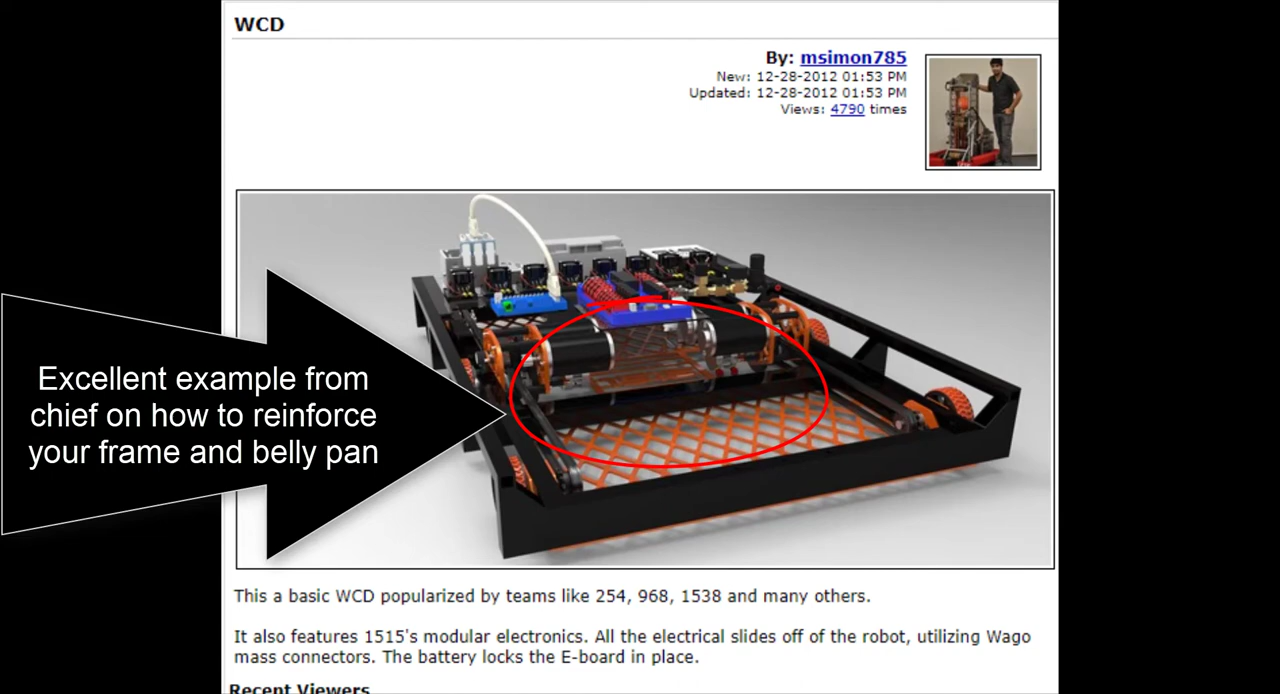 WCD
By: msimon785
New: 12-28-2012 01:53 PM
Updated: 12-28-2012 01:53 PM
Views: 4790 times
Excellent example from
chief on how to reinforce
your frame and belly pan
This a basic WCD popularized by teams like 254, 968, 1538 and many others.
It also features 1515's modular electronics. All the electrical slides off of the robot, utilizing Wago
mass connectors. The battery locks the E-board in place.
Recent Viewers